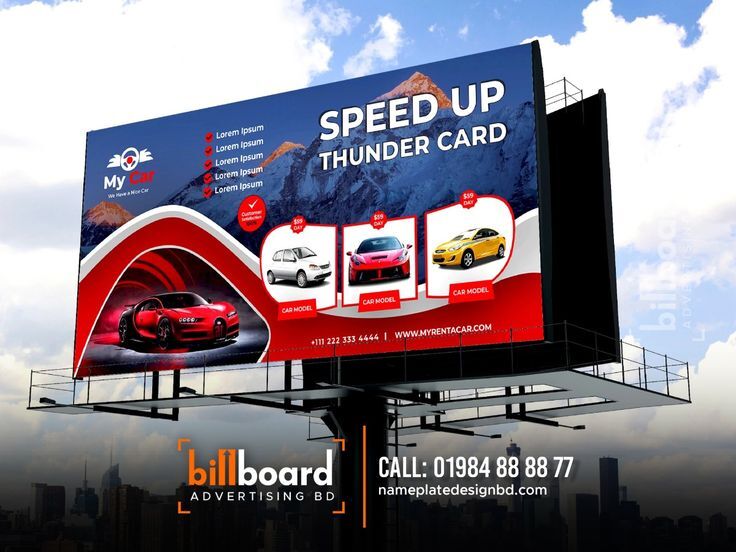 SPEED UP
THUNDER CARD
My Car
We Have a Nice Car
Lorem Ipsum
Lorem Ipsum
Lorem Ipsum
Lorem Ipsum
Lorem Ipsum
Customer
Satisfaction
$59
DAY
$59
DAY
$59
DAY
CAR MODEL
CAR MODEL
CAR MODEL
+111 222 333 4444 | WWW.MYRENTACAR.COM
billboard
ADVERTISING BD
CALL: 01984 88 88 77
nameplatedesignbd.com